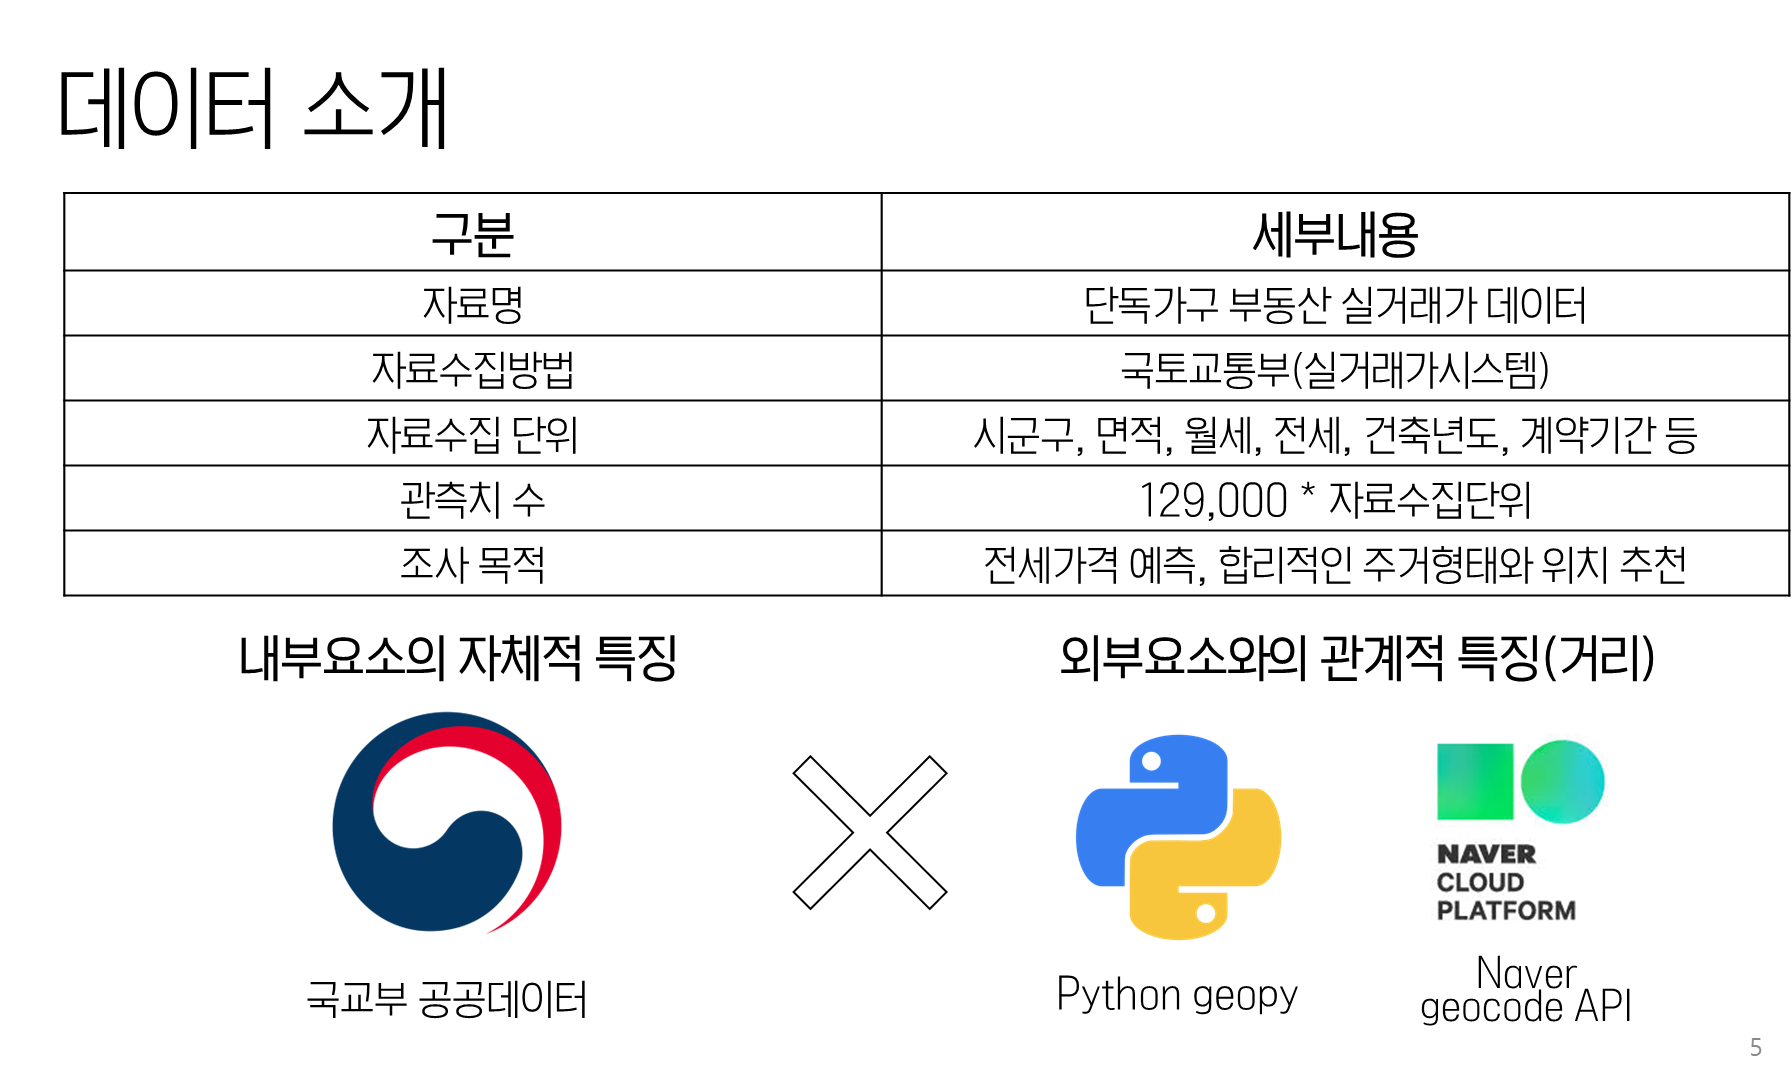 데이터 소개
구분 세부내용
자료명 단독가구 부동산 실거래가 데이터
자료수집방법 국토교통부(실거래가시스템)
자료수집 단위 시군구, 면적, 월세, 전세, 건축년도, 계약기간 등
관측치 수 129,000 * 자료수집단위
조사 목적 전세가격 예측, 합리적인 주거형태와 위치 추천
내부요소의 자체적 특징
외부요소와의 관계적 특징(거리)
NAVER
CLOUD
PLATFORM
국교부 공공데이터
Python geopy
Naver
geocode API
5